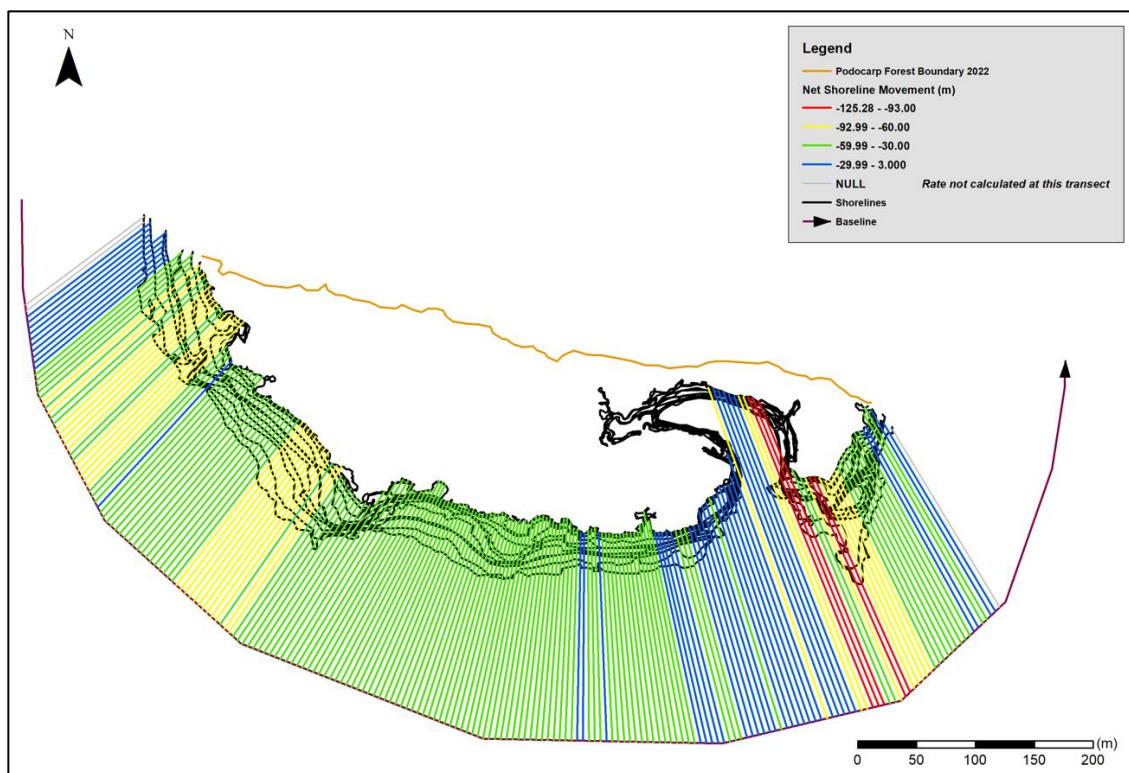 N
Legend
Podocarp Forest Boundary 2022
Net Shoreline Movement (m)
-125.28 - -93.00
-92.99 - -60.00
-59.99 - -30.00
-29.99 - 3.000
NULL Rate not calculated at this transect
Shorelines
Baseline
(m)
0 50 100 150 200